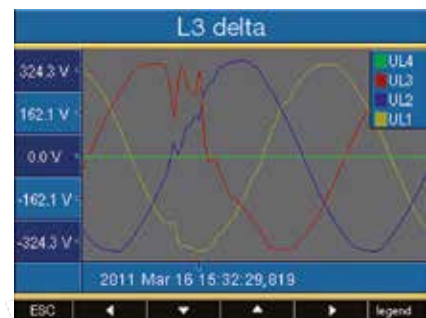 L3 delta
324.3 V
162.1 V
0.0 V
-162.1 V
-324.3 V
UL4
UL3
UL2
UL1
2011 Mar 16 15:32:29,819
ESC
legend